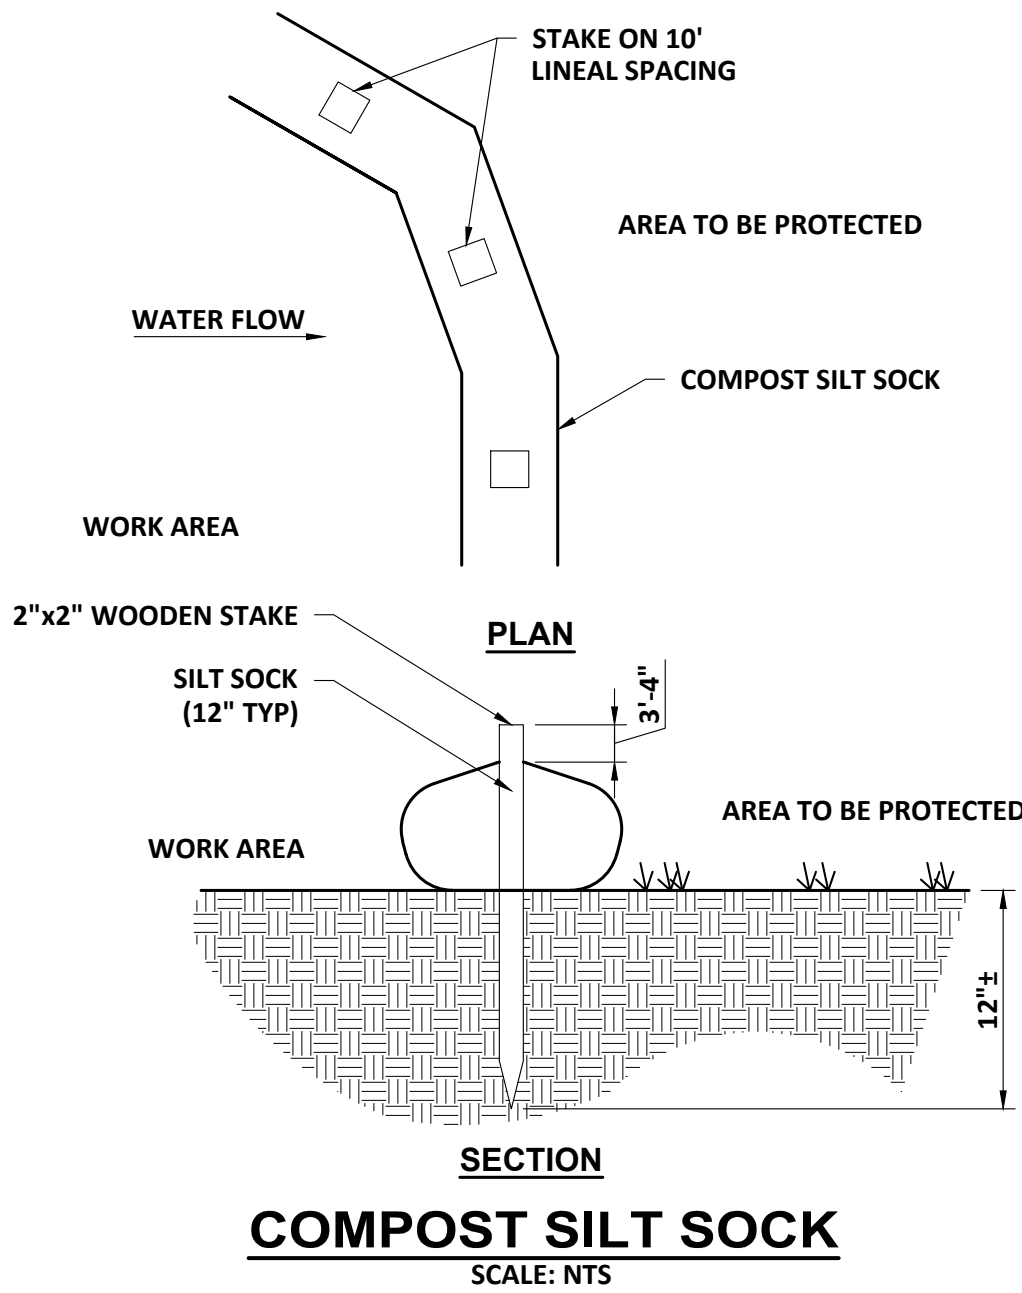 STAKE ON 10'
LINEAL SPACING
AREA TO BE PROTECTED
WATER FLOW
COMPOST SILT SOCK
WORK AREA
2"x2" WOODEN STAKE
PLAN
SILT SOCK
(12" TYP)
3'-4"
AREA TO BE PROTECTED
WORK AREA
12"±
SECTION
COMPOST SILT SOCK
SCALE: NTS